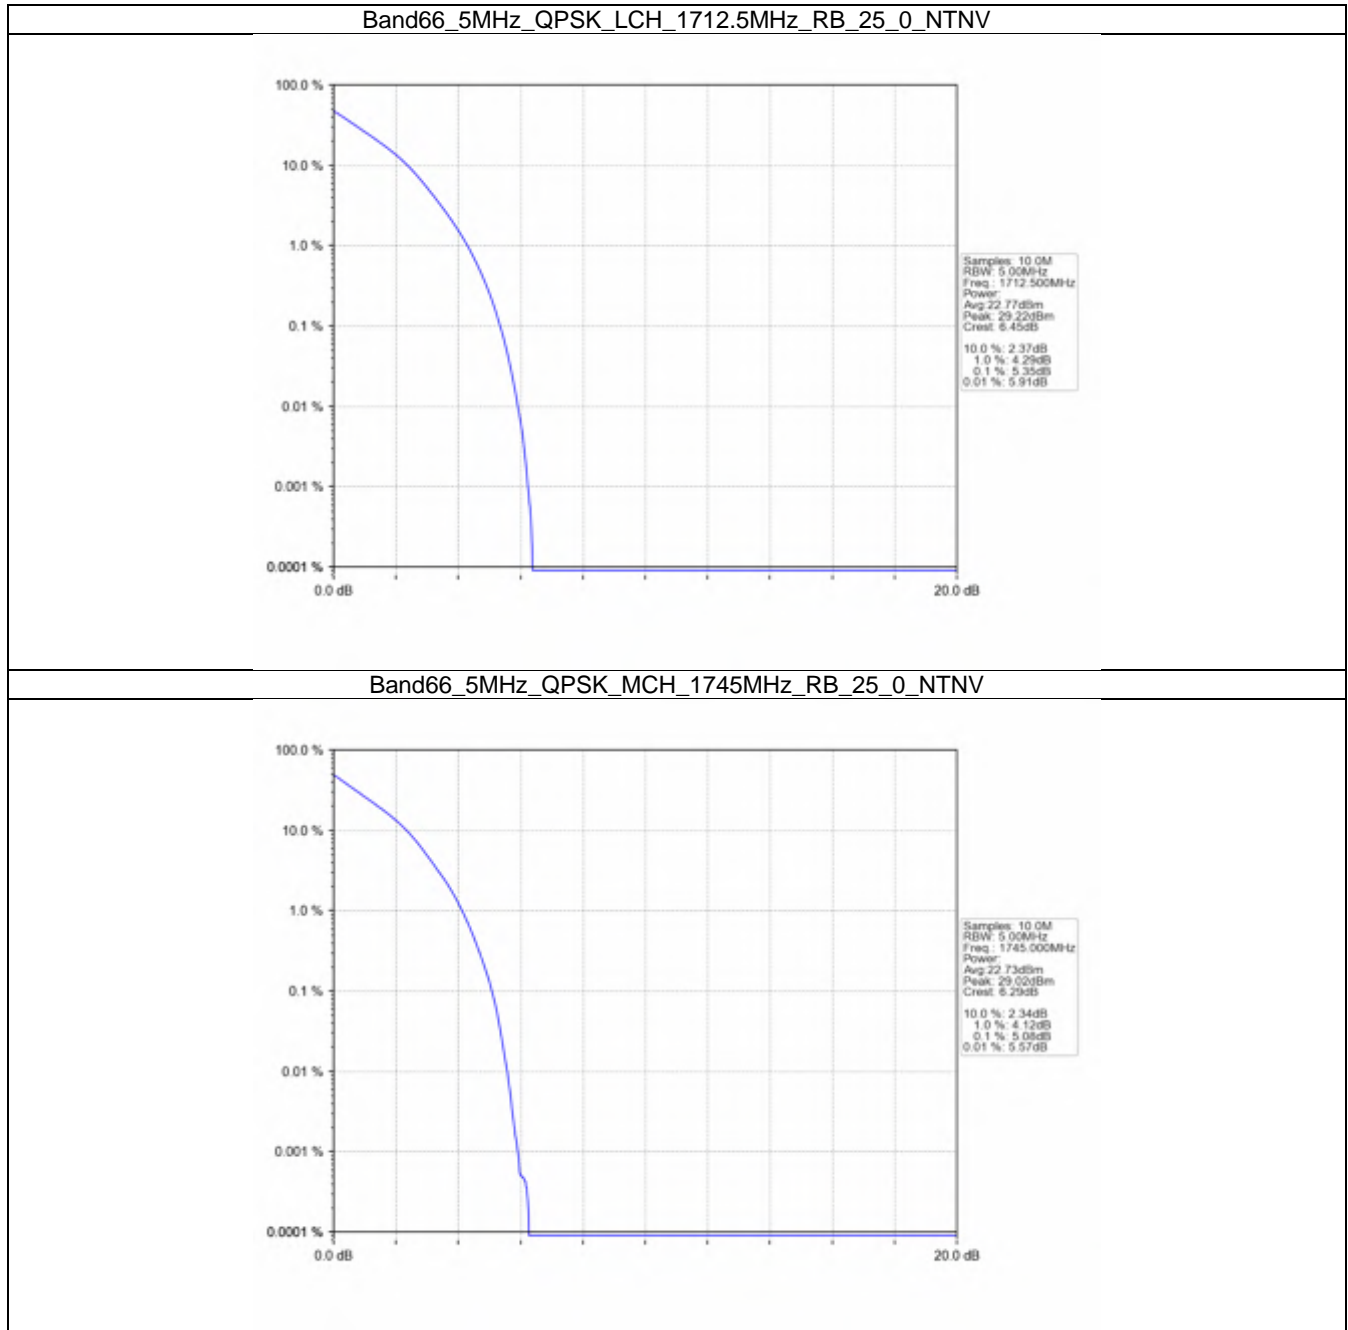 Band66_5MHz_QPSK_LCH_1712.5MHz_RB_25_0_NTNV
100.0 %
10.0 %
1.0 %
0.1 %
0.01 %
0.001 %
0.0001 %
0.0 dB
20.0 dB
Samples: 10.0M
RBW: 5.00MHz
Freq.: 1712.500MHz
Power:
Avg:22.77dBm
Peak: 29.22dBm
Crest: 6.45dB
10.0 %: 2.37dB
1.0 %: 4.29dB
0.1 %: 5.35dB
0.01 %: 5.91dB
Band66_5MHz_QPSK_MCH_1745MHz_RB_25_0_NTNV
100.0 %
10.0 %
1.0 %
0.1 %
0.01 %
0.001 %
0.0001 %
0.0 dB
20.0 dB
Samples: 10.0M
RBW: 5.00MHz
Freq.: 1745.000MHz
Power:
Avg:22.73dBm
Peak: 29.02dBm
Crest: 6.29dB
10.0 %: 2.34dB
1.0 %: 4.12dB
0.1 %: 5.08dB
0.01 %: 5.57dB